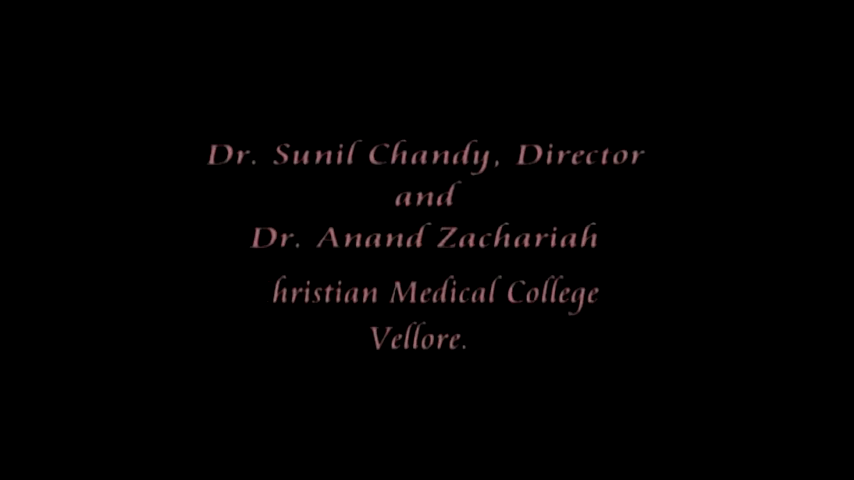 Dr. Sunil Chandy, Director
and
Dr. Anand Zachariah
hristian Medical College
Vellore.